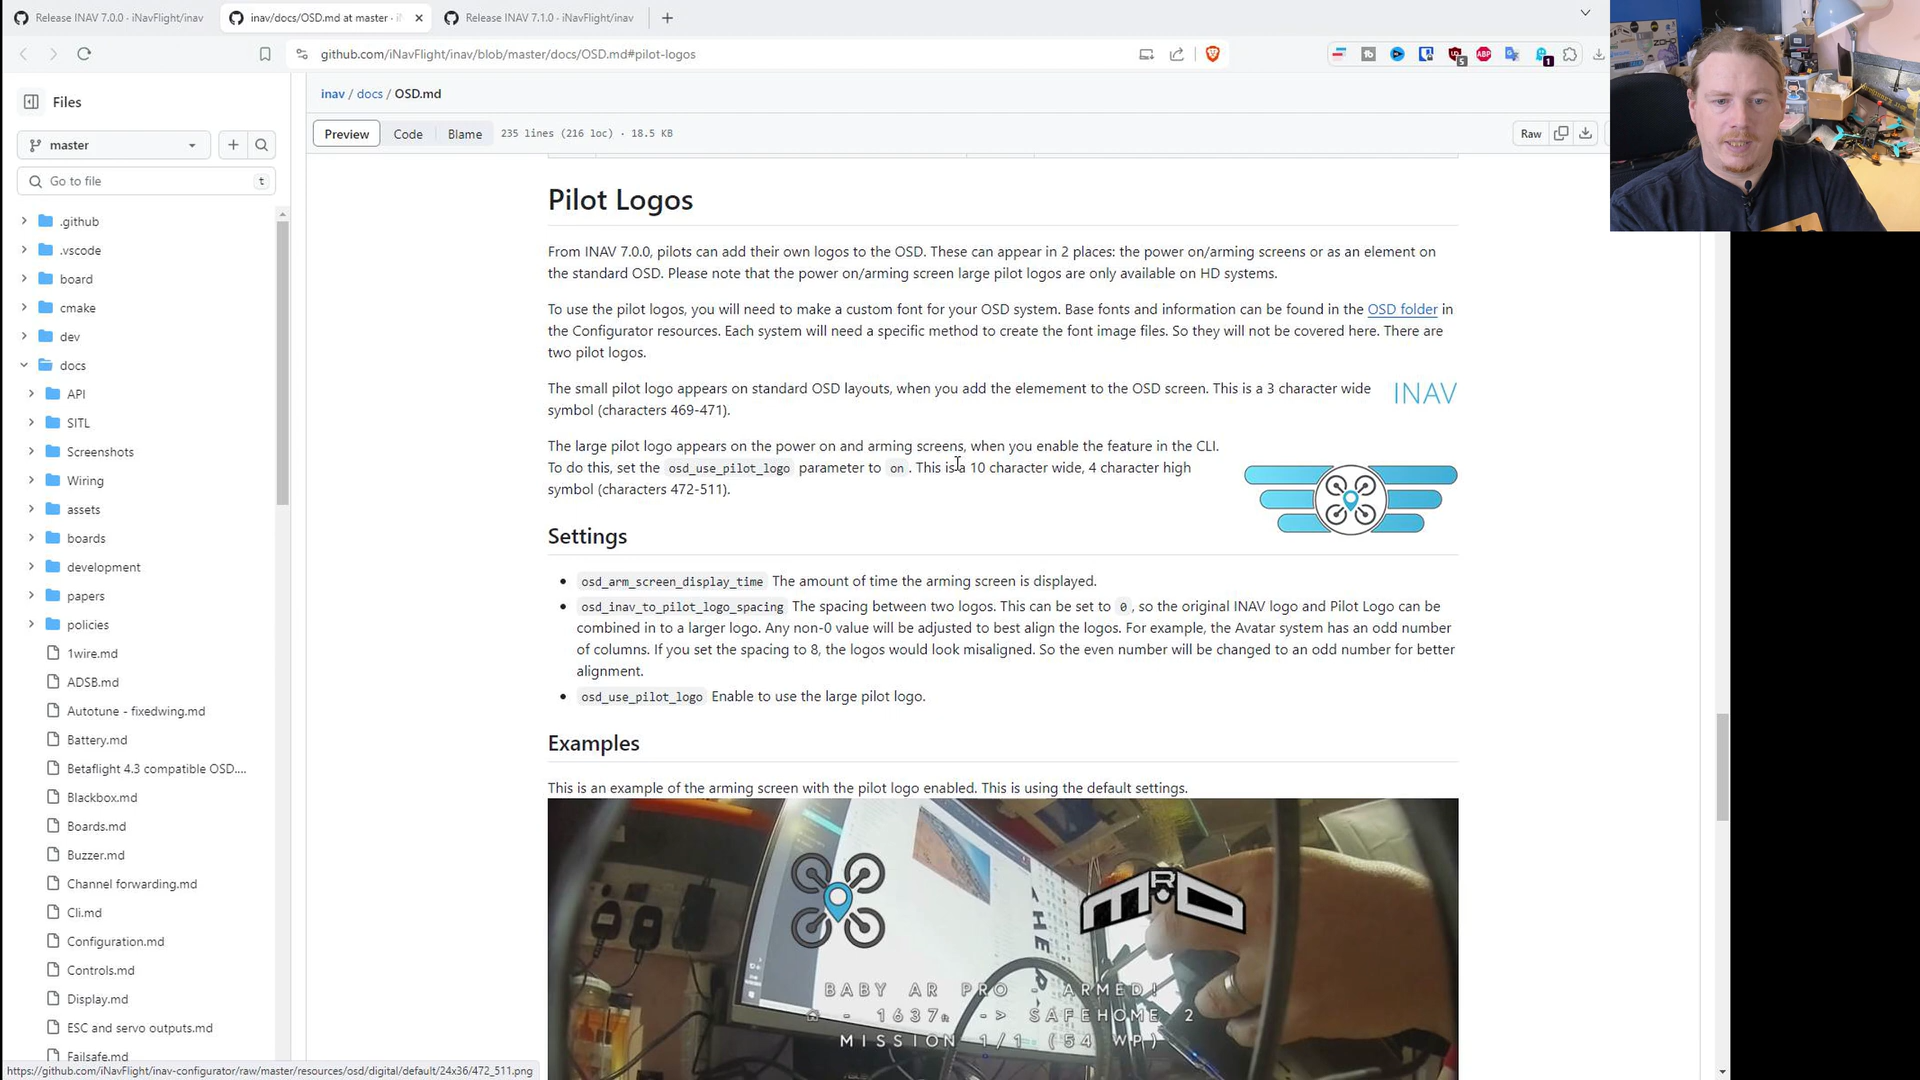 Release INAV 7.0.0 · iNavFlight/inav
inav/docs/OSD.md at master · i
Release INAV 7.1.0 · iNavFlight/inav
github.com/iNavFlight/inav/blob/master/docs/OSD.md#pilot-logos
Files
inav / docs / OSD.md
master
Preview Code Blame 235 lines (216 loc) · 18.5 KB
Raw
Go to file t
.github
.vscode
board
cmake
dev
docs
API
SITL
Screenshots
Wiring
assets
boards
development
papers
policies
1wire.md
ADSB.md
Autotune - fixedwing.md
Battery.md
Betaflight 4.3 compatible OSD....
Blackbox.md
Boards.md
Buzzer.md
Channel forwarding.md
Cli.md
Configuration.md
Controls.md
Display.md
ESC and servo outputs.md
Failsafe.md
Pilot Logos
From INAV 7.0.0, pilots can add their own logos to the OSD. These can appear in 2 places: the power on/arming screens or as an element on
the standard OSD. Please note that the power on/arming screen large pilot logos are only available on HD systems.
To use the pilot logos, you will need to make a custom font for your OSD system. Base fonts and information can be found in the OSD folder in
the Configurator resources. Each system will need a specific method to create the font image files. So they will not be covered here. There are
two pilot logos.
The small pilot logo appears on standard OSD layouts, when you add the elemement to the OSD screen. This is a 3 character wide
symbol (characters 469-471).
INAV
The large pilot logo appears on the power on and arming screens, when you enable the feature in the CLI.
To do this, set the osd_use_pilot_logo parameter to on . This is a 10 character wide, 4 character high
symbol (characters 472-511).
Settings
osd_arm_screen_display_time The amount of time the arming screen is displayed.
osd_inav_to_pilot_logo_spacing The spacing between two logos. This can be set to 0 , so the original INAV logo and Pilot Logo can be
combined in to a larger logo. Any non-0 value will be adjusted to best align the logos. For example, the Avatar system has an odd number
of columns. If you set the spacing to 8, the logos would look misaligned. So the even number will be changed to an odd number for better
alignment.
osd_use_pilot_logo Enable to use the large pilot logo.
Examples
This is an example of the arming screen with the pilot logo enabled. This is using the default settings.
MRD
BABY AR PRO - ARMED!
- 1637ft -> SAFEHOME 2
MISSION 1/1 (54 WP)
https://github.com/iNavFlight/inav-configurator/raw/master/resources/osd/digital/default/24x36/472_511.png